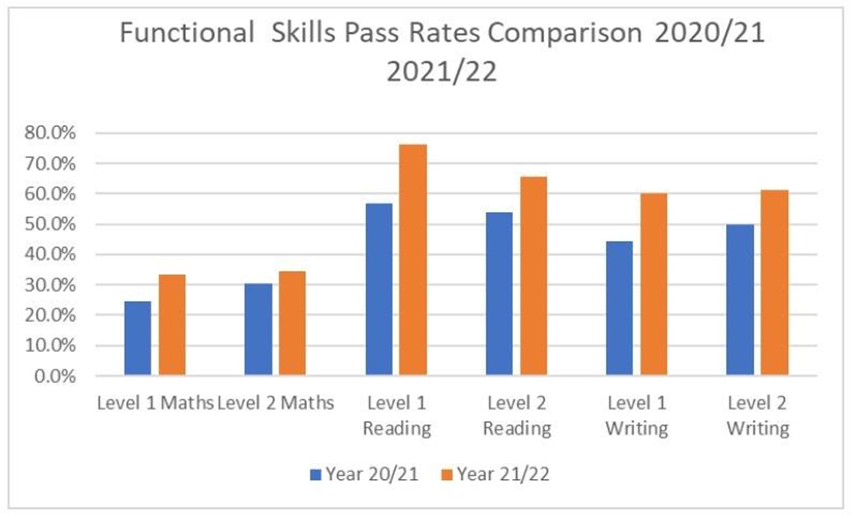 Functional Skills Pass Rates Comparison 2020/21
2021/22
80.0%
70.0%
60.0%
50.0%
40.0%
30.0%
20.0%
10.0%
0.0%
Level 1 Maths Level 2 Maths Level 1 Level 2 Level 1 Level 2
Reading Reading Writing Writing
Year 20/21 Year 21/22